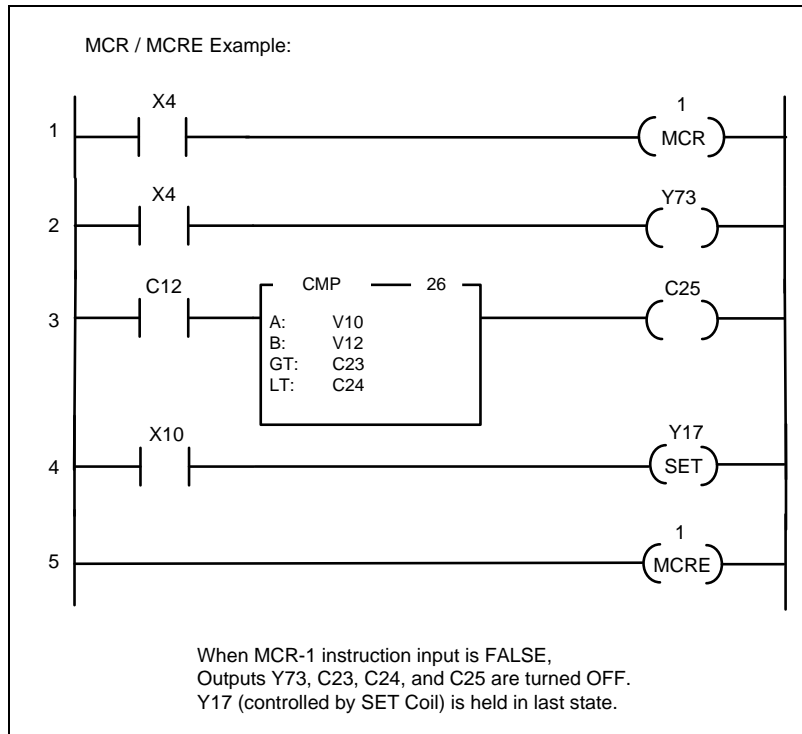 MCR / MCRE Example:
X4
1
1
MCR
X4
Y73
2
C12
CMP
26
C25
3
A: V10
B: V12
GT: C23
LT: C24
X10
Y17
4
SET
1
5
MCRE
When MCR-1 instruction input is FALSE,
Outputs Y73, C23, C24, and C25 are turned OFF.
Y17 (controlled by SET Coil) is held in last state.